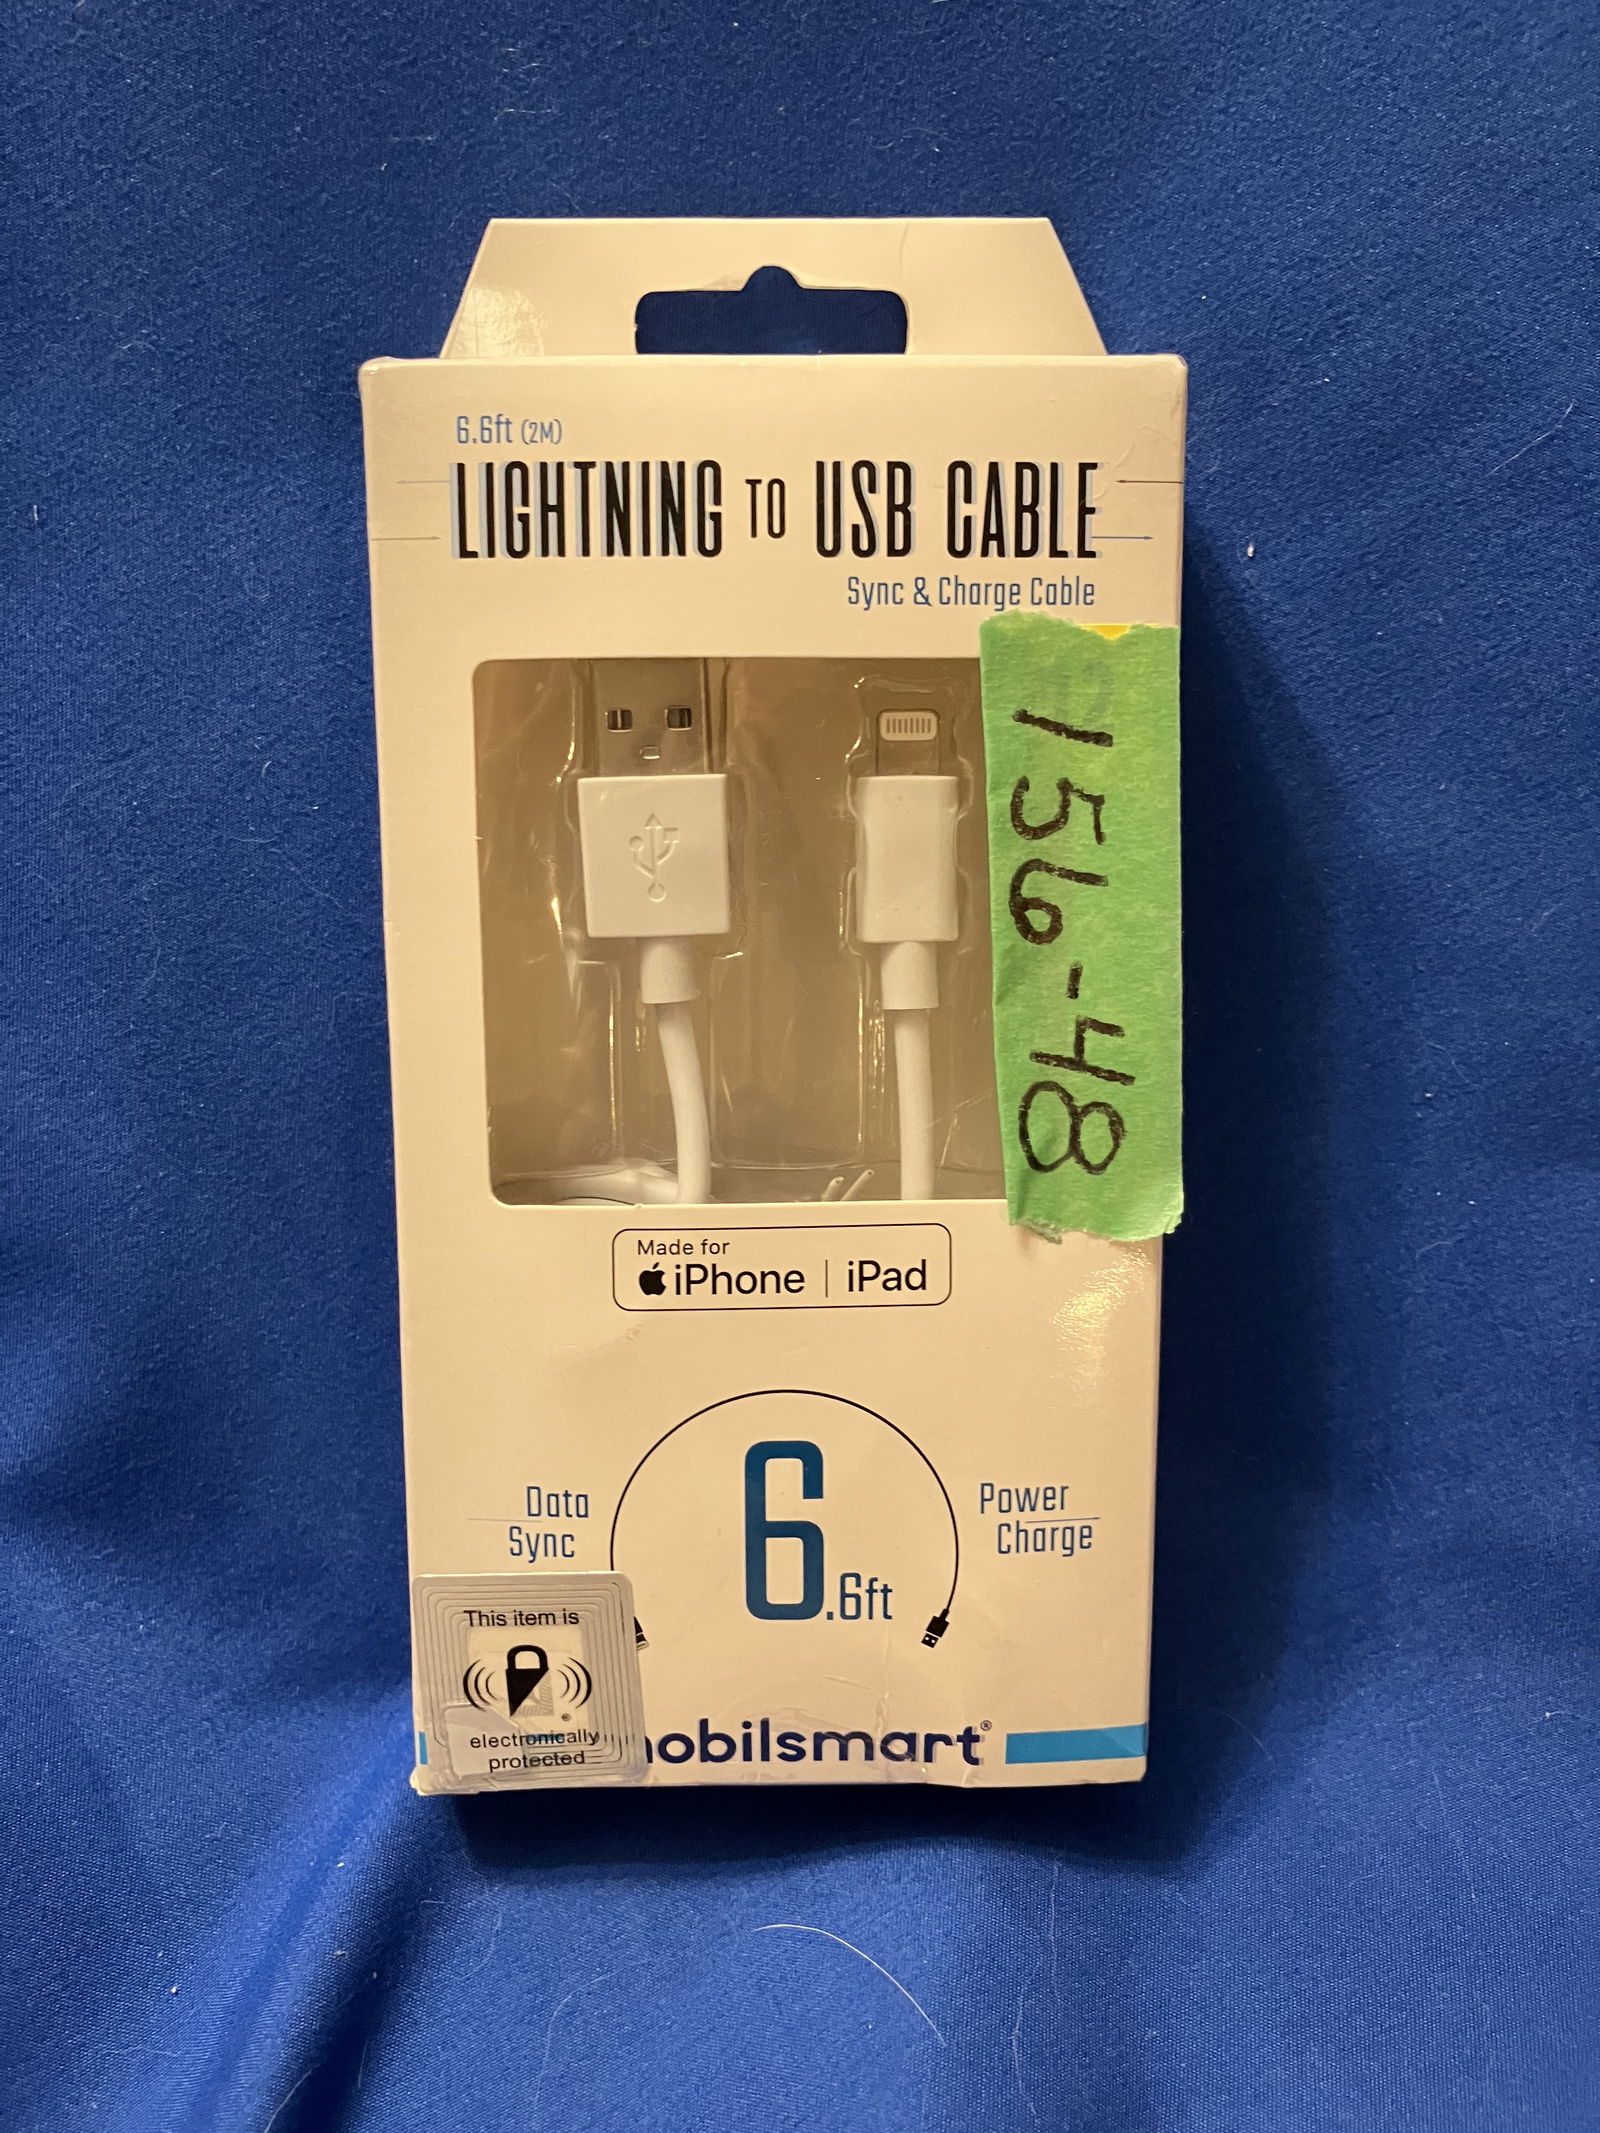 6.6ft (2M)
LIGHTNING TO USB CABLE
Sync & Charge Cable
156-48
Made for
iPhone | iPad
Data
Sync
6.6ft
Power
Charge
This item is
electronically
protected
obilsmart®